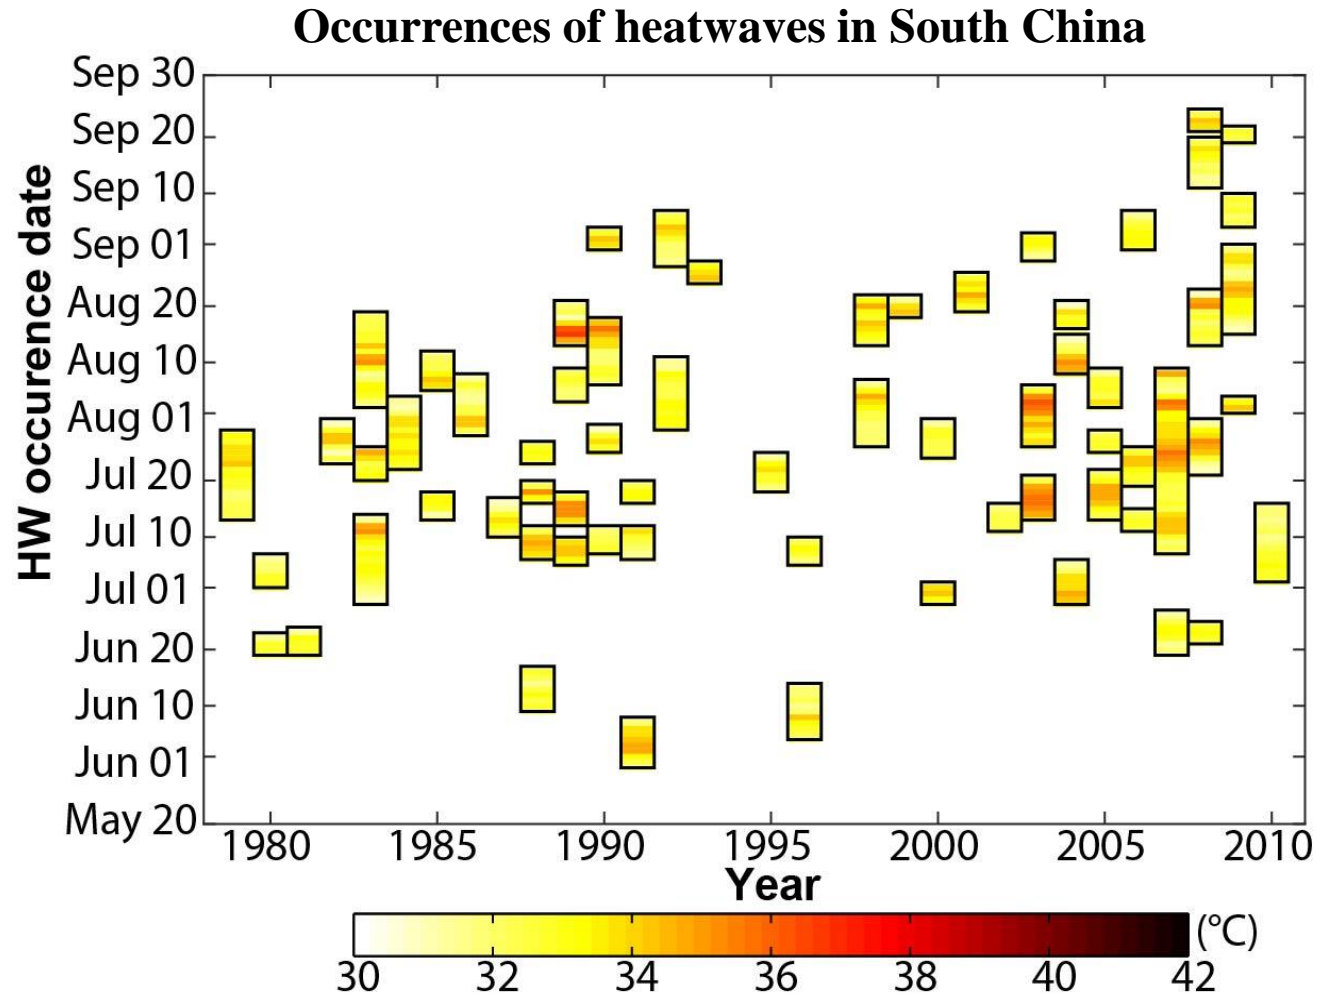 Occurrences of heatwaves in South China
HW occurence date
Sep 30
Sep 20
Sep 10
Sep 01
Aug 20
Aug 10
Aug 01
Jul 20
Jul 10
Jul 01
Jun 20
Jun 10
Jun 01
May 20
1980 1985 1990 1995 2000 2005 2010
Year
(°C)
30 32 34 36 38 40 42